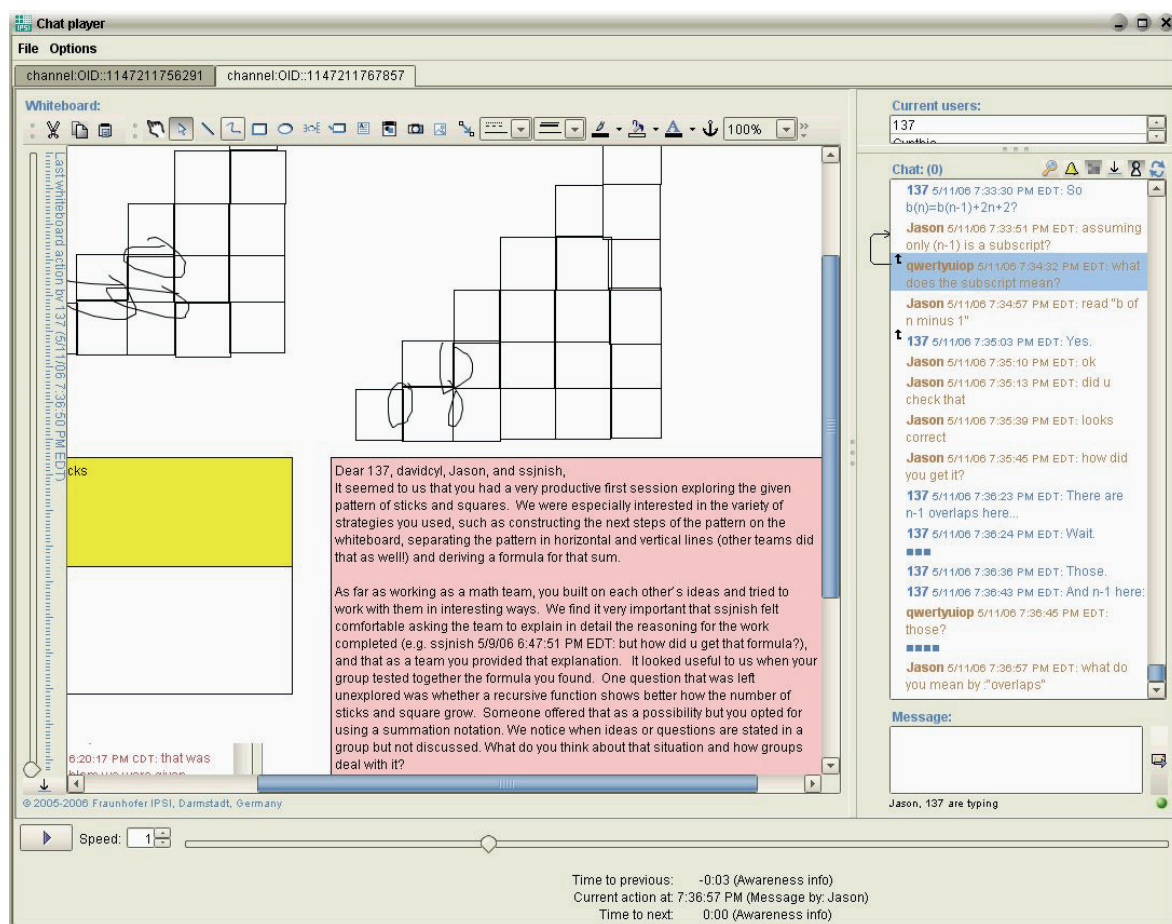 IPSI Chat player
File Options
channel:OID::1147211756291 channel:OID::1147211767857
Whiteboard:
100%
Last whiteboard action by 137 (5/11/06 7:36:50 PM EDT)
cks
Dear 137, davidcyl, Jason, and ssjnish,
It seemed to us that you had a very productive first session exploring the given
pattern of sticks and squares. We were especially interested in the variety of
strategies you used, such as constructing the next steps of the pattern on the
whiteboard, separating the pattern in horizontal and vertical lines (other teams did
that as well!) and deriving a formula for that sum.
As far as working as a math team, you built on each other's ideas and tried to
work with them in interesting ways. We find it very important that ssjnish felt
comfortable asking the team to explain in detail the reasoning for the work
completed (e.g. ssjnish 5/9/06 6:47:51 PM EDT: but how did u get that formula?),
and that as a team you provided that explanation. It looked useful to us when your
group tested together the formula you found. One question that was left
unexplored was whether a recursive function shows better how the number of
sticks and square grow. Someone offered that as a possibility but you opted for
using a summation notation. We notice when ideas or questions are stated in a
group but not discussed. What do you think about that situation and how groups
deal with it?
6:20:17 PM CDT: that was
© 2005-2006 Fraunhofer IPSI, Darmstadt, Germany
Current users:
137
Cynthia
Chat: (0)
137 5/11/06 7:33:30 PM EDT: So
b(n)=b(n-1)+2n+2?
Jason 5/11/06 7:33:51 PM EDT: assuming
only (n-1) is a subscript?
qwertyuiop 5/11/06 7:34:32 PM EDT: what
does the subscript mean?
Jason 5/11/06 7:34:57 PM EDT: read "b of
n minus 1"
137 5/11/06 7:35:03 PM EDT: Yes.
Jason 5/11/06 7:35:10 PM EDT: ok
Jason 5/11/06 7:35:13 PM EDT: did u
check that
Jason 5/11/06 7:35:39 PM EDT: looks
correct
Jason 5/11/06 7:35:45 PM EDT: how did
you get it?
137 5/11/06 7:36:23 PM EDT: There are
n-1 overlaps here...
137 5/11/06 7:36:24 PM EDT: Wait.
137 5/11/06 7:36:36 PM EDT: Those.
137 5/11/06 7:36:43 PM EDT: And n-1 here:
qwertyuiop 5/11/06 7:36:45 PM EDT:
those?
Jason 5/11/06 7:36:57 PM EDT: what do
you mean by :"overlaps"
Message:
Jason, 137 are typing
Speed: 1
Time to previous: -0:03 (Awareness info)
Current action at: 7:36:57 PM (Message by: Jason)
Time to next: 0:00 (Awareness info)